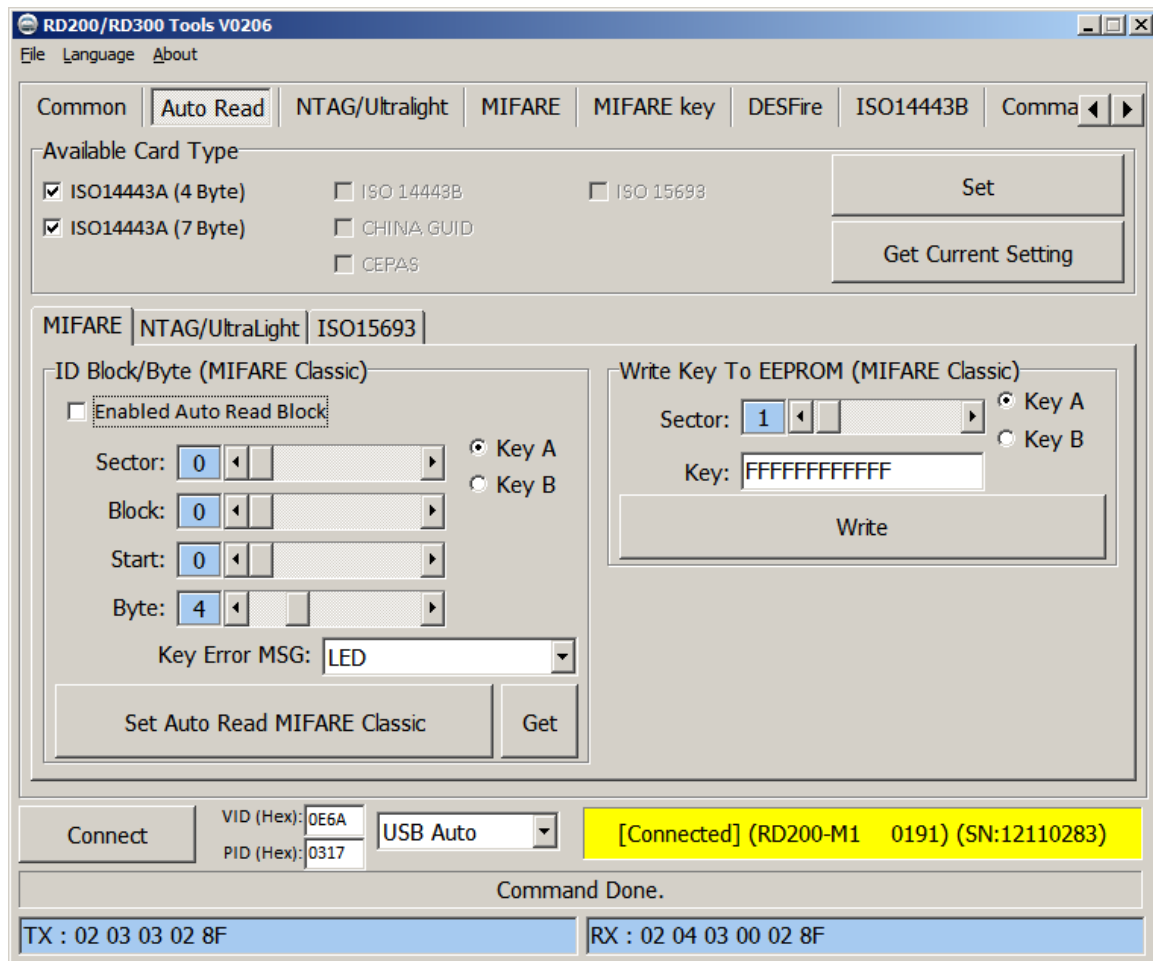 RD200/RD300 Tools V0206
File Language About
Common Auto Read NTAG/Ultralight MIFARE MIFARE key DESFire ISO14443B Comma
Available Card Type
ISO14443A (4 Byte) ISO 14443B ISO 15693 Set
ISO14443A (7 Byte) CHINA GUID Get Current Setting
CEPAS
MIFARE NTAG/UltraLight ISO15693
ID Block/Byte (MIFARE Classic)
Enabled Auto Read Block
Sector: 0 Key A
Key B
Block: 0
Start: 0
Byte: 4
Key Error MSG: LED
Set Auto Read MIFARE Classic Get
Write Key To EEPROM (MIFARE Classic)
Sector: 1 Key A
Key B
Key: FFFFFFFFFFFF
Write
Connect VID (Hex): 0E6A USB Auto [Connected] (RD200-M1 0191) (SN:12110283)
PID (Hex): 0317
Command Done.
TX : 02 03 03 02 8F RX : 02 04 03 00 02 8F